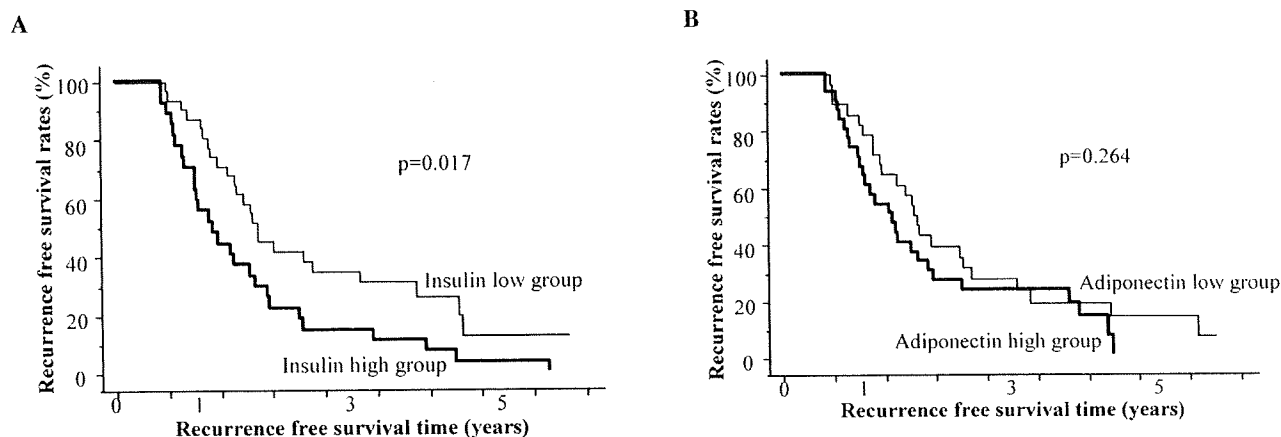 A
Recurrence free survival rates (%)
100
80
60
40
20
0
p=0.017
Insulin low group
Insulin high group
0 1 3 5
Recurrence free survival time (years)
B
Recurrence free survival rates (%)
100
80
60
40
20
0
p=0.264
Adiponectin low group
Adiponectin high group
0 1 3 5
Recurrence free survival time (years)